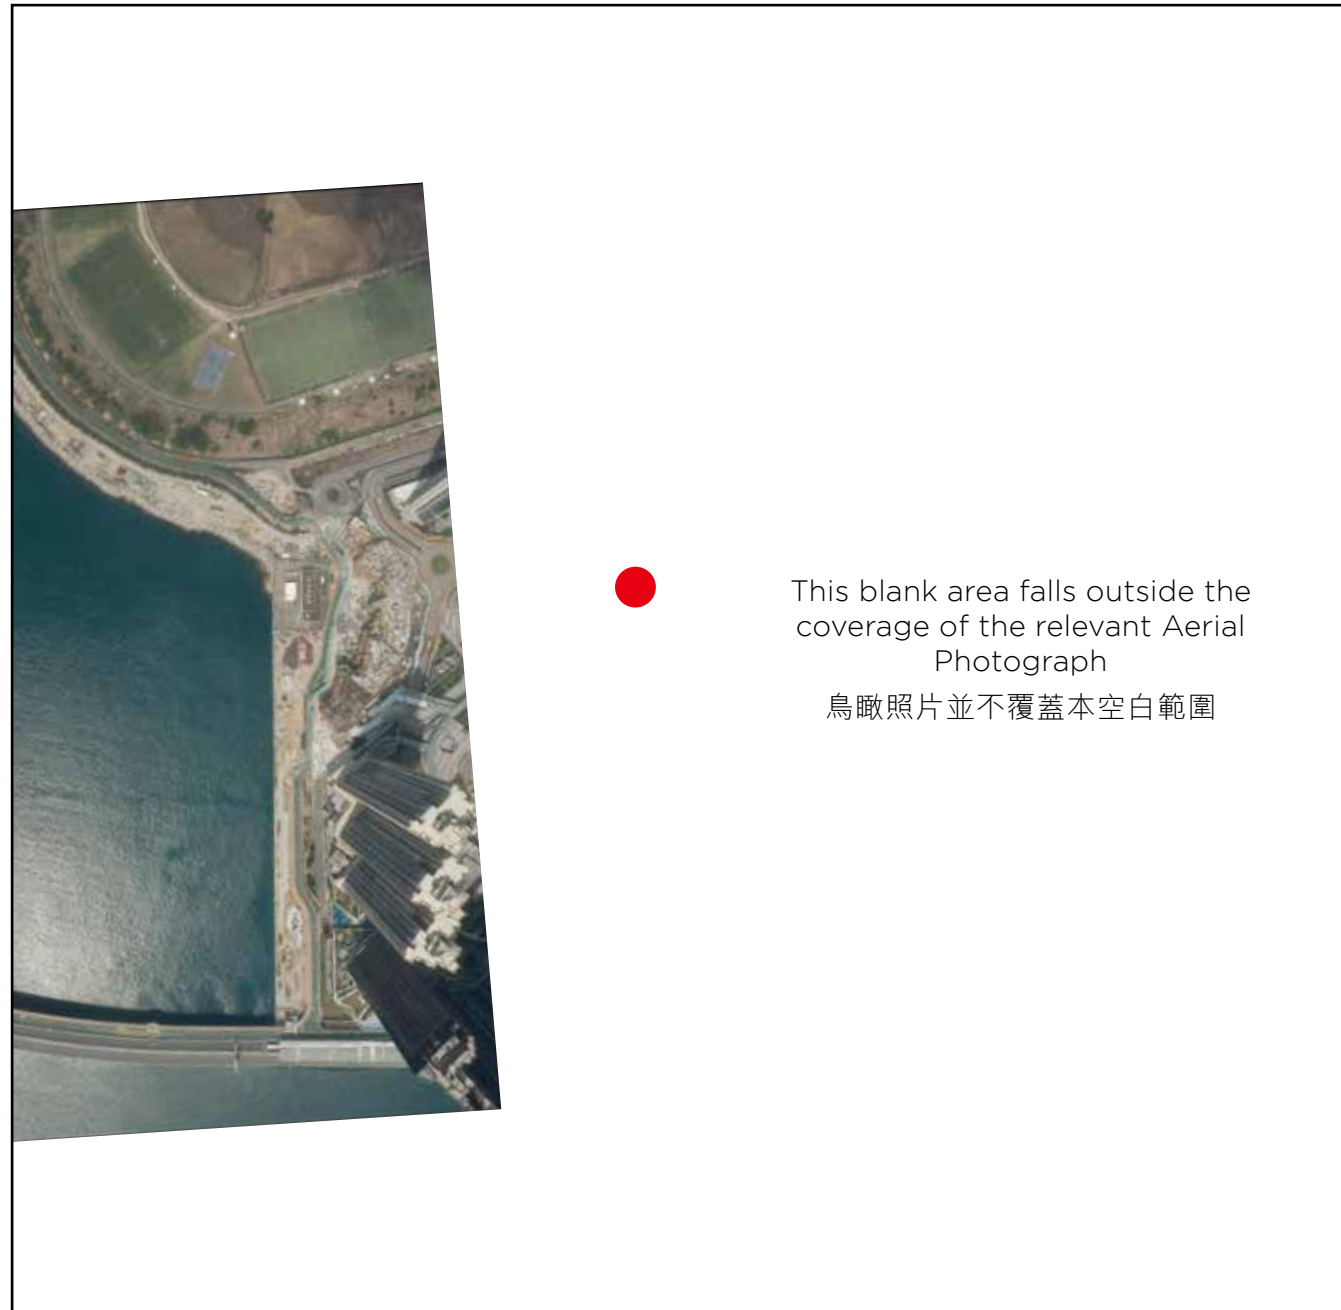 This blank area falls outside the
coverage of the relevant Aerial
Photograph
鳥瞰照片並不覆蓋本空白範圍